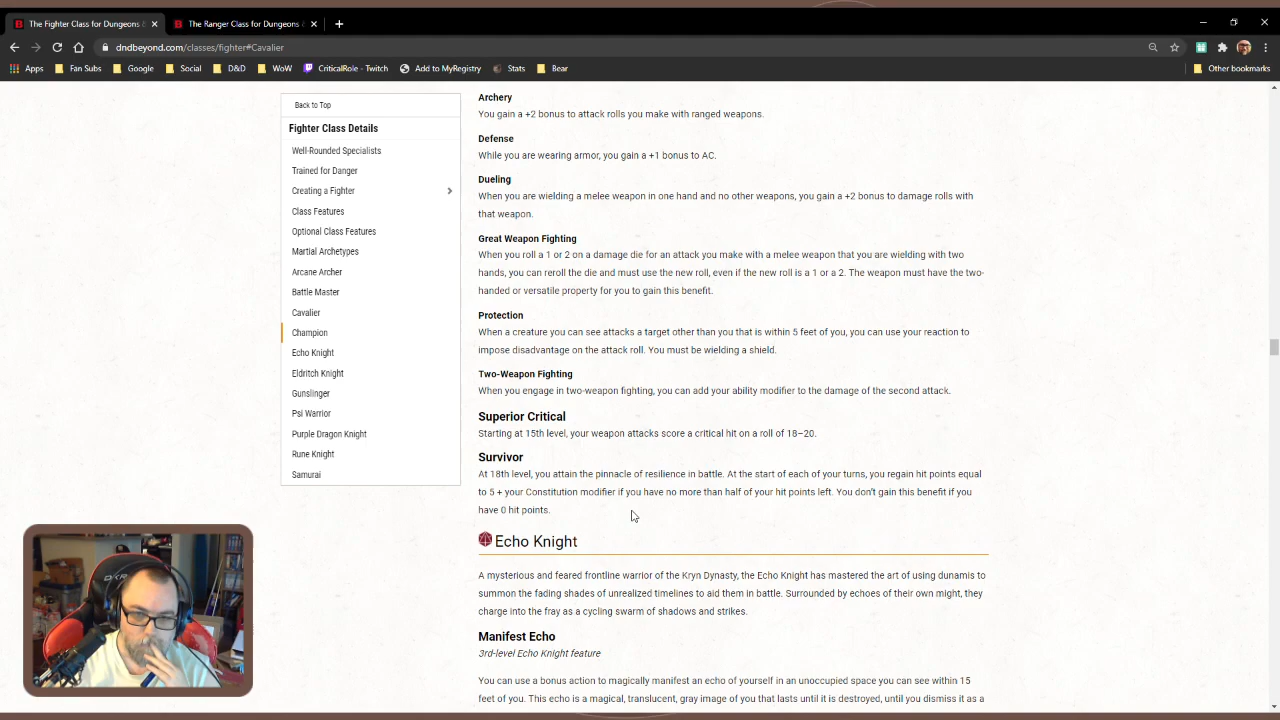 The Fighter Class for Dungeons &
The Ranger Class for Dungeons &
dndbeyond.com/classes/fighter#Cavalier
Apps
Fan Subs
Google
Social
D&D
WoW
CriticalRole - Twitch
Add to MyRegistry
Stats
Bear
Other bookmarks
Back to Top
Fighter Class Details
Well-Rounded Specialists
Trained for Danger
Creating a Fighter
Class Features
Optional Class Features
Martial Archetypes
Arcane Archer
Battle Master
Cavalier
Champion
Echo Knight
Eldritch Knight
Gunslinger
Psi Warrior
Purple Dragon Knight
Rune Knight
Samurai
Archery
You gain a +2 bonus to attack rolls you make with ranged weapons.
Defense
While you are wearing armor, you gain a +1 bonus to AC.
Dueling
When you are wielding a melee weapon in one hand and no other weapons, you gain a +2 bonus to damage rolls with
that weapon.
Great Weapon Fighting
When you roll a 1 or 2 on a damage die for an attack you make with a melee weapon that you are wielding with two
hands, you can reroll the die and must use the new roll, even if the new roll is a 1 or a 2. The weapon must have the two-
handed or versatile property for you to gain this benefit.
Protection
When a creature you can see attacks a target other than you that is within 5 feet of you, you can use your reaction to
impose disadvantage on the attack roll. You must be wielding a shield.
Two-Weapon Fighting
When you engage in two-weapon fighting, you can add your ability modifier to the damage of the second attack.
Superior Critical
Starting at 15th level, your weapon attacks score a critical hit on a roll of 18–20.
Survivor
At 18th level, you attain the pinnacle of resilience in battle. At the start of each of your turns, you regain hit points equal
to 5 + your Constitution modifier if you have no more than half of your hit points left. You don't gain this benefit if you
have 0 hit points.
Echo Knight
A mysterious and feared frontline warrior of the Kryn Dynasty, the Echo Knight has mastered the art of using dunamis to
summon the fading shades of unrealized timelines to aid them in battle. Surrounded by echoes of their own might, they
charge into the fray as a cycling swarm of shadows and strikes.
Manifest Echo
3rd-level Echo Knight feature
You can use a bonus action to magically manifest an echo of yourself in an unoccupied space you can see within 15
feet of you. This echo is a magical, translucent, gray image of you that lasts until it is destroyed, until you dismiss it as a